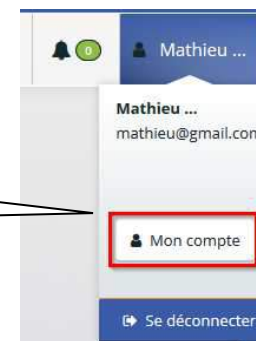 0 Mathieu ...
Mathieu ...
mathieu@gmail.com
Mon compte
Se déconnecter